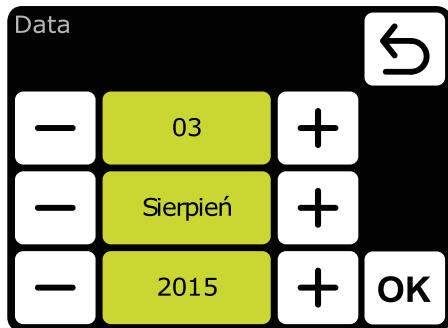 Data
— 03 +
— Sierpień +
— 2015 +
OK